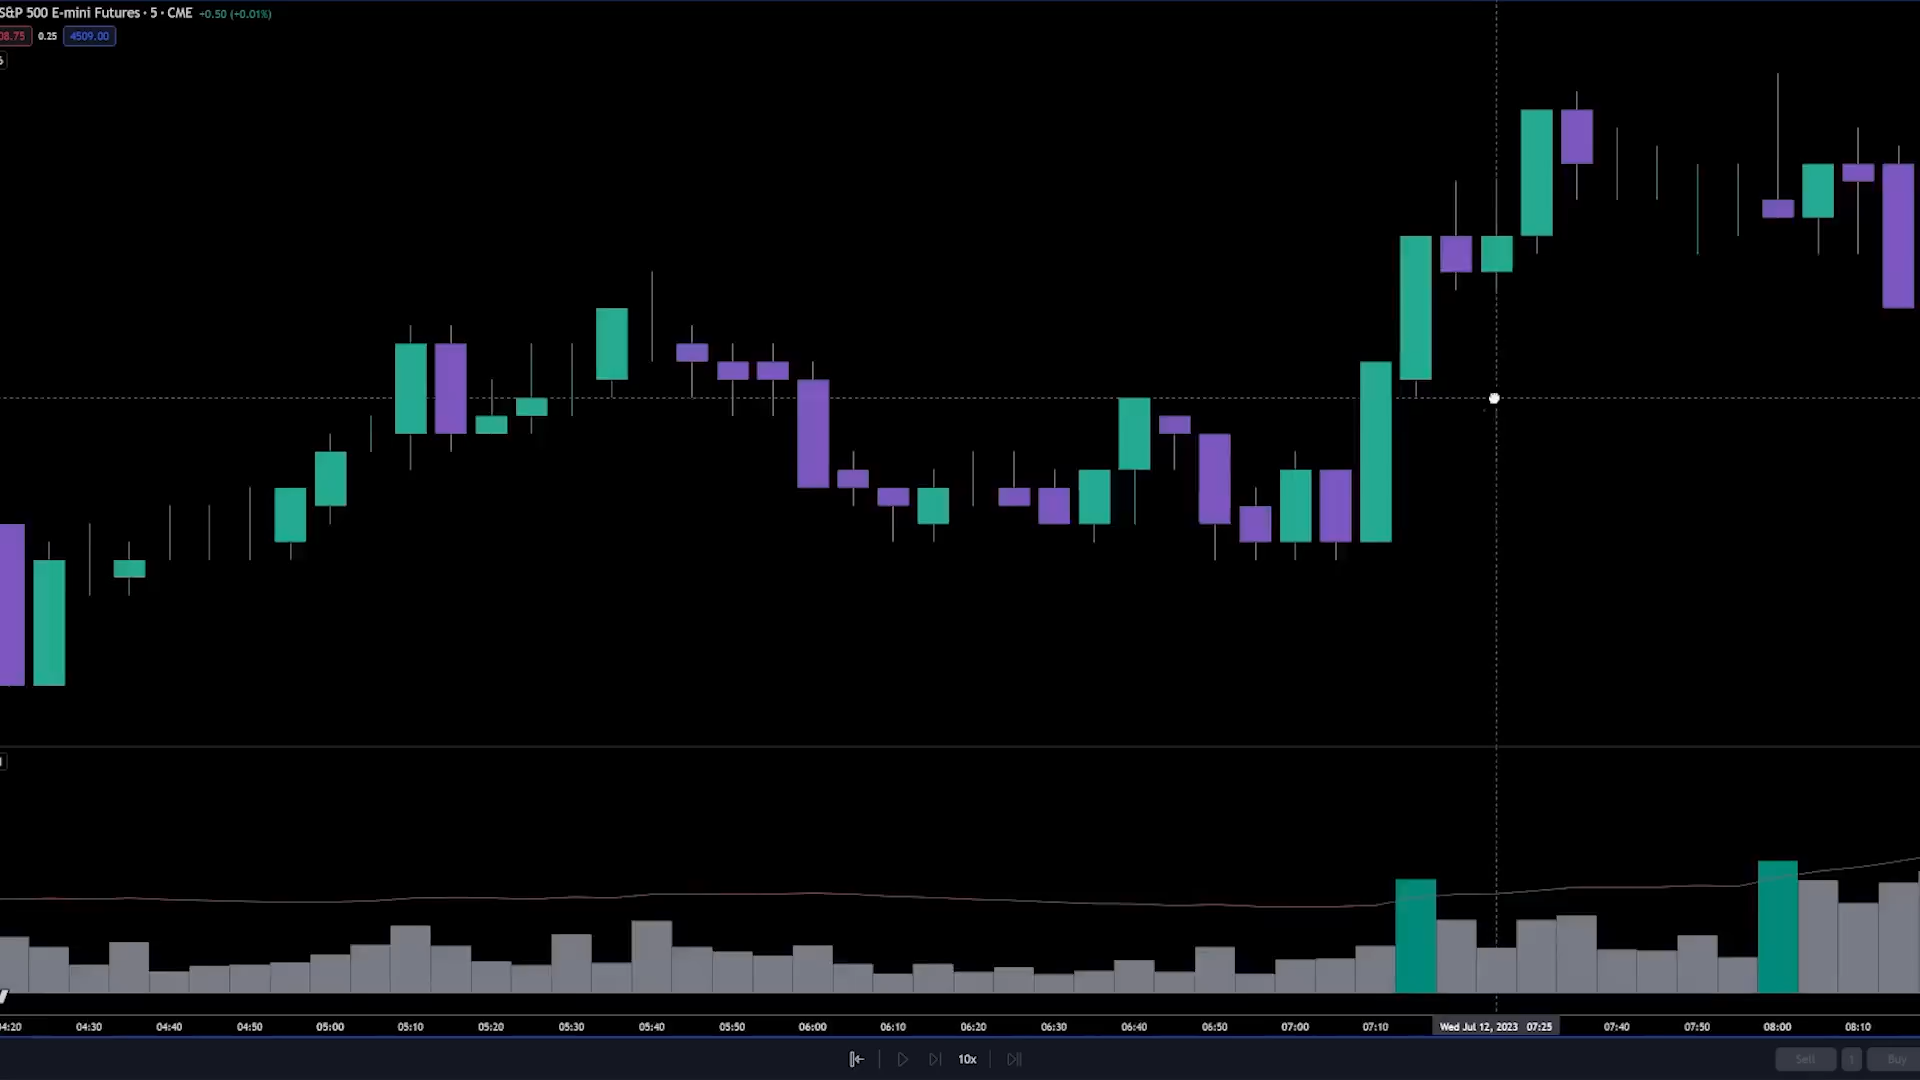 S&P 500 E-mini Futures · 5 · CME +0.50 (+0.01%)
08.75 0.25 4509.00
04:20 04:30 04:40 04:50 05:00 05:10 05:20 05:30 05:40 05:50 06:00 06:10 06:20 06:30 06:40 06:50 07:00 07:10 Wed Jul 12, 2023 07:25 07:40 07:50 08:00 08:10
10x
Sell 1 Buy